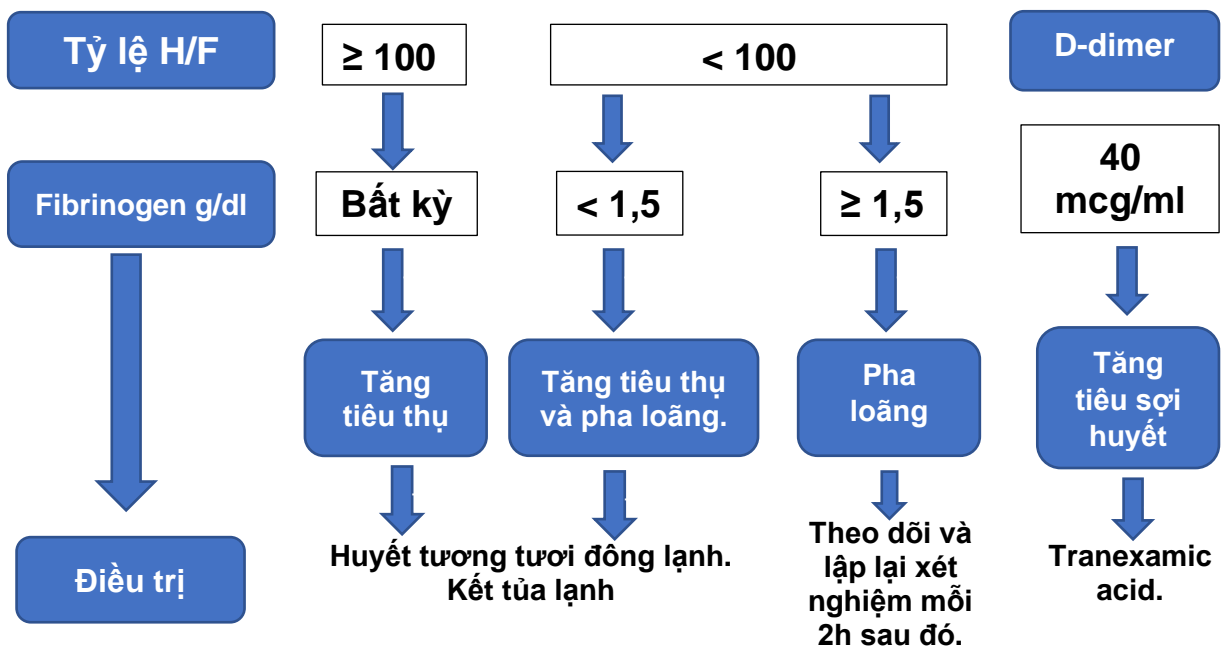 Tỷ lệ H/F
≥ 100
< 100
D-dimer
Fibrinogen g/dl
Bất kỳ
< 1,5
≥ 1,5
40
mcg/ml
Tăng
tiêu thụ
Tăng tiêu thụ
và pha loãng.
Pha
loãng
Tăng
tiêu sợi
huyết
Điều trị
Huyết tương tươi đông lạnh.
Kết tủa lạnh
Theo dõi và
lập lại xét
nghiệm mỗi
2h sau đó.
Tranexamic
acid.